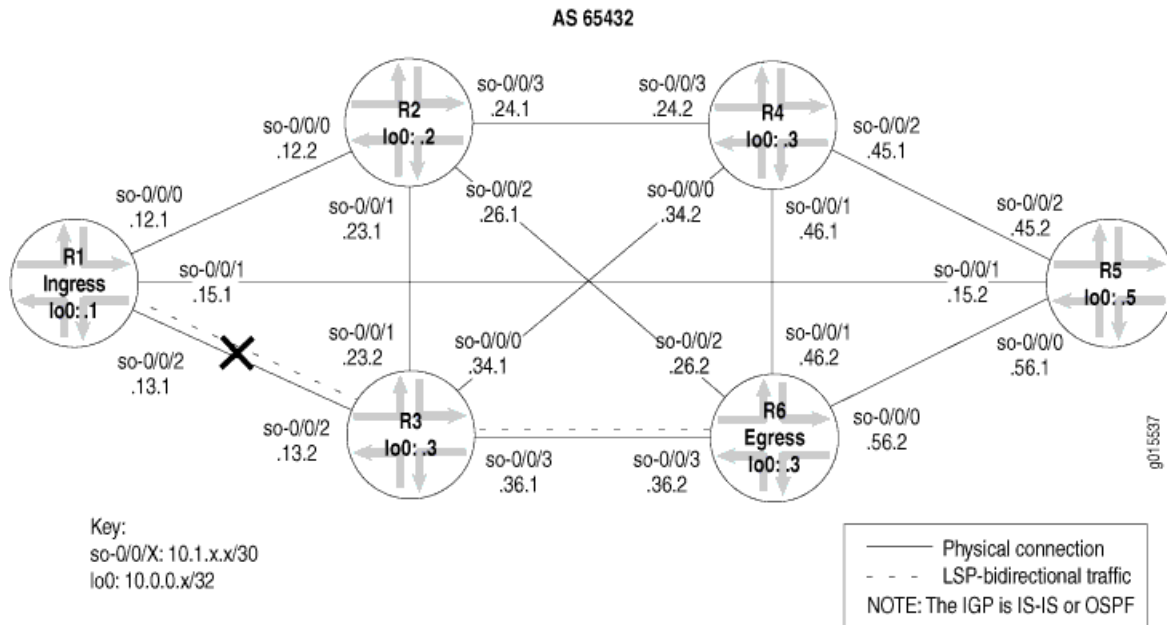 AS 65432
so-0/0/3
.24.1
so-0/0/3
.24.2
R2
lo0: .2
R4
lo0: .3
so-0/0/0
.12.2
so-0/0/2
.45.1
so-0/0/0
.12.1
so-0/0/1
.23.1
so-0/0/2
.26.1
so-0/0/0
.34.2
so-0/0/1
.46.1
so-0/0/2
.45.2
R1
Ingress
lo0: .1
so-0/0/1
.15.1
so-0/0/1
.15.2
R5
lo0: .5
so-0/0/2
.13.1
so-0/0/1
.23.2
so-0/0/0
.34.1
so-0/0/2
.26.2
so-0/0/1
.46.2
so-0/0/0
.56.1
so-0/0/2
.13.2
R3
lo0: .3
R6
Egress
lo0: .3
so-0/0/0
.56.2
so-0/0/3
.36.1
so-0/0/3
.36.2
g015537
Key:
so-0/0/X: 10.1.x.x/30
lo0: 10.0.0.x/32
Physical connection
LSP-bidirectional traffic
NOTE: The IGP is IS-IS or OSPF